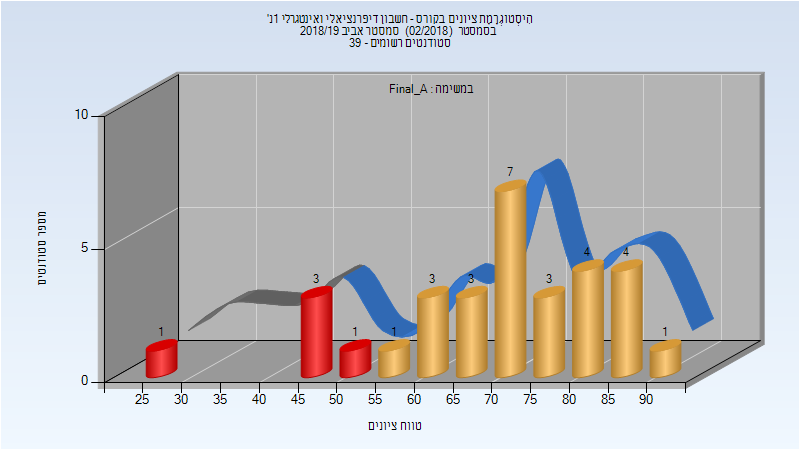 הִיסְטוֹגְרָמַת ציונים בקורס - חשבון דיפרנציאלי ואינטגרלי 1נ'
בסמסטר (02/2018) סמסטר אביב 2018/19
סטודנטים רשומים - 39
במשימה : Final_A
10
5
0
מספר סטודנטים
1
3
1
1
3
3
7
3
4
4
1
25 30 35 40 45 50 55 60 65 70 75 80 85 90
טווח ציונים